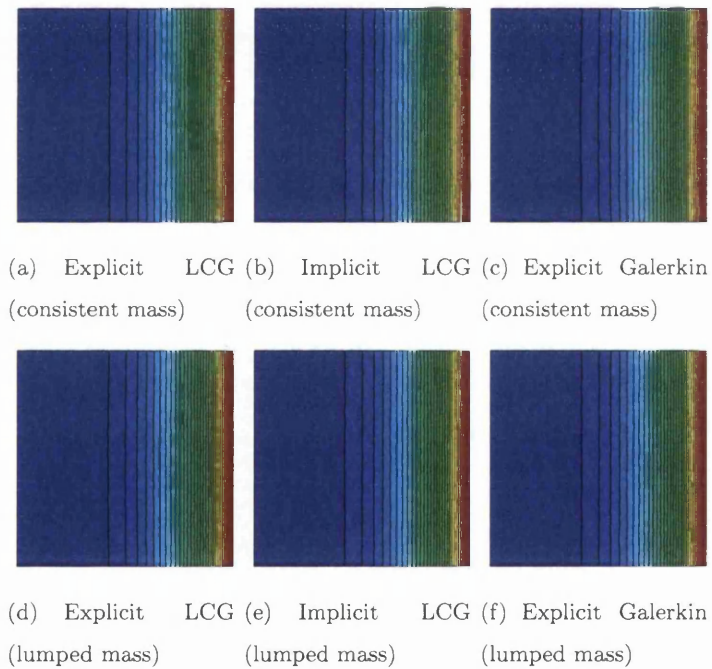 (a) Explicit LCG (b) Implicit LCG (c) Explicit Galerkin
(consistent mass) (consistent mass) (consistent mass)
(d) Explicit LCG (e) Implicit LCG (f) Explicit Galerkin
(lumped mass) (lumped mass) (lumped mass)